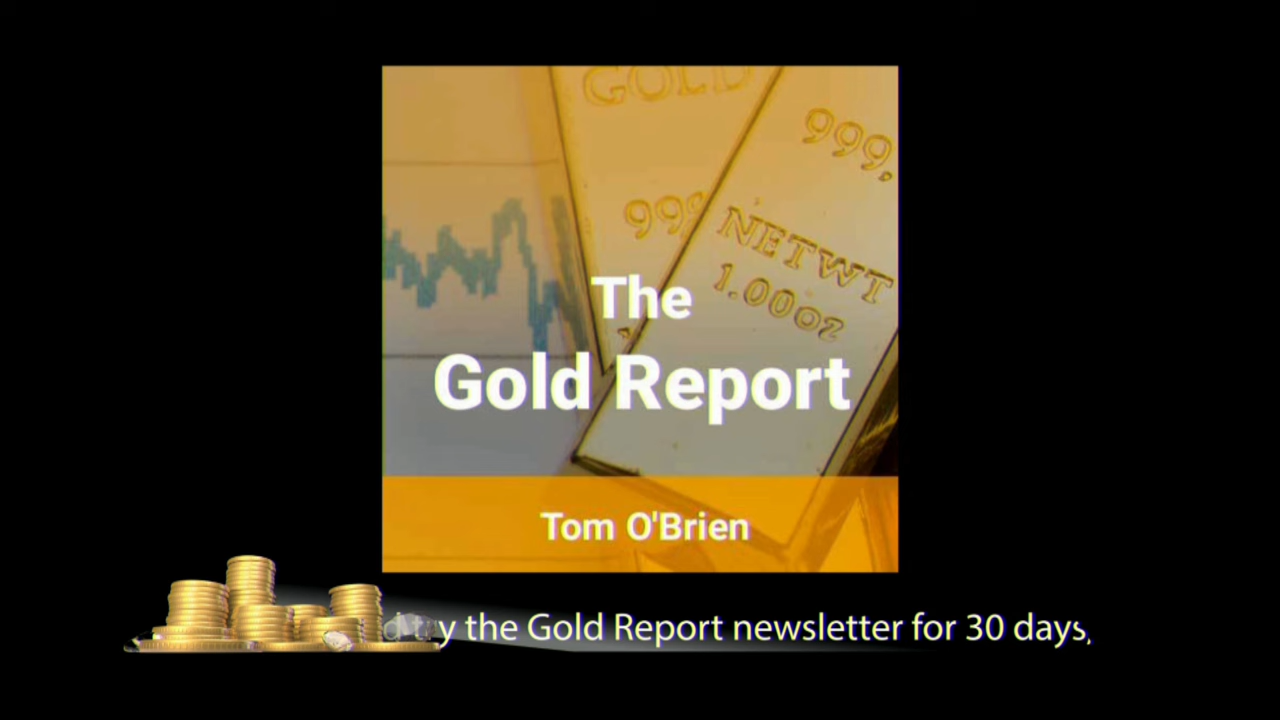 GOLD
999,
999
NETWT
1.00oz
The
Gold Report
Tom O'Brien
the Gold Report newsletter for 30 days,